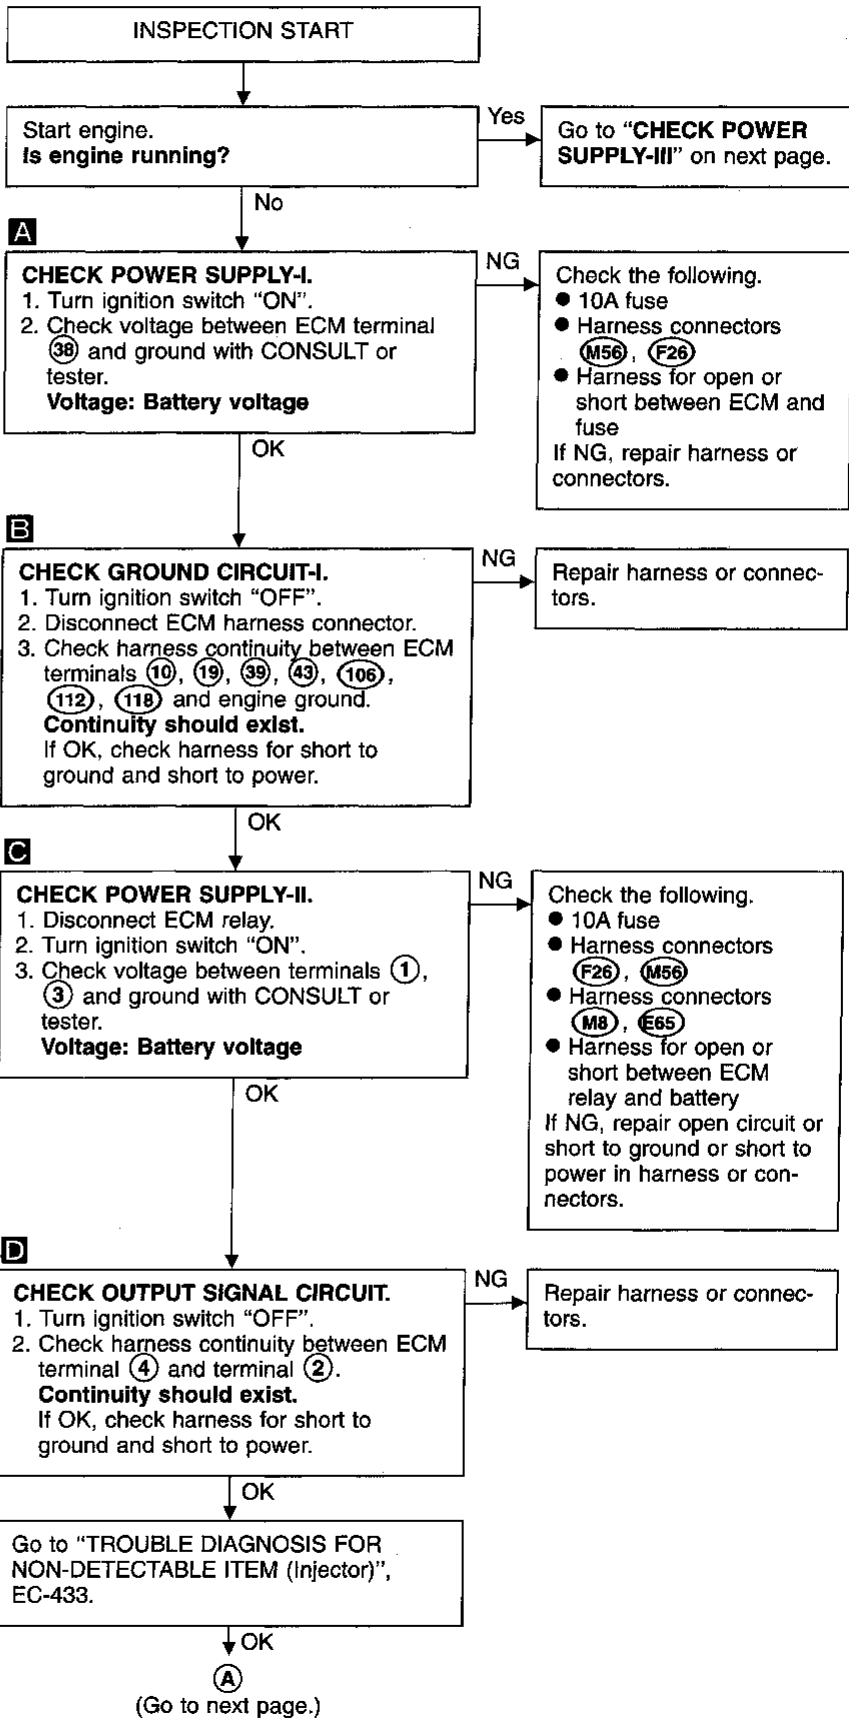 INSPECTION START
Start engine.
Is engine running?
Yes
Go to “CHECK POWER
SUPPLY-III” on next page.
No
A
CHECK POWER SUPPLY-I.
1. Turn ignition switch “ON”.
2. Check voltage between ECM terminal
38 and ground with CONSULT or
tester.
Voltage: Battery voltage
NG
Check the following.
● 10A fuse
● Harness connectors
M56, F26
● Harness for open or
short between ECM and
fuse
If NG, repair harness or
connectors.
OK
B
CHECK GROUND CIRCUIT-I.
1. Turn ignition switch “OFF”.
2. Disconnect ECM harness connector.
3. Check harness continuity between ECM
terminals 10, 19, 39, 43, 106,
112, 118 and engine ground.
Continuity should exist.
If OK, check harness for short to
ground and short to power.
NG
Repair harness or connec-
tors.
OK
C
CHECK POWER SUPPLY-II.
1. Disconnect ECM relay.
2. Turn ignition switch “ON”.
3. Check voltage between terminals 1,
3 and ground with CONSULT or
tester.
Voltage: Battery voltage
NG
Check the following.
● 10A fuse
● Harness connectors
F26, M56
● Harness connectors
M8, E65
● Harness for open or
short between ECM
relay and battery
If NG, repair open circuit or
short to ground or short to
power in harness or con-
nectors.
OK
D
CHECK OUTPUT SIGNAL CIRCUIT.
1. Turn ignition switch “OFF”.
2. Check harness continuity between ECM
terminal 4 and terminal 2.
Continuity should exist.
If OK, check harness for short to
ground and short to power.
NG
Repair harness or connec-
tors.
OK
Go to “TROUBLE DIAGNOSIS FOR
NON-DETECTABLE ITEM (Injector)”,
EC-433.
OK
A
(Go to next page.)